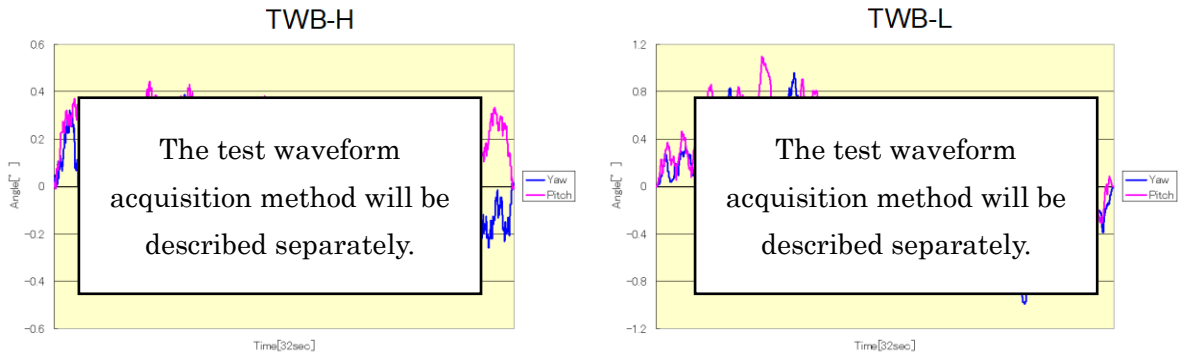 TWB-H
0.6
0.4
0.2
0
-0.2
-0.4
-0.6
Angle[°]
Time[32sec]
Yaw
Pitch
The test waveform
acquisition method will be
described separately.
TWB-L
1.2
0.8
0.4
0
-0.4
-0.8
-1.2
Angle[°]
Time[32sec]
Yaw
Pitch
The test waveform
acquisition method will be
described separately.